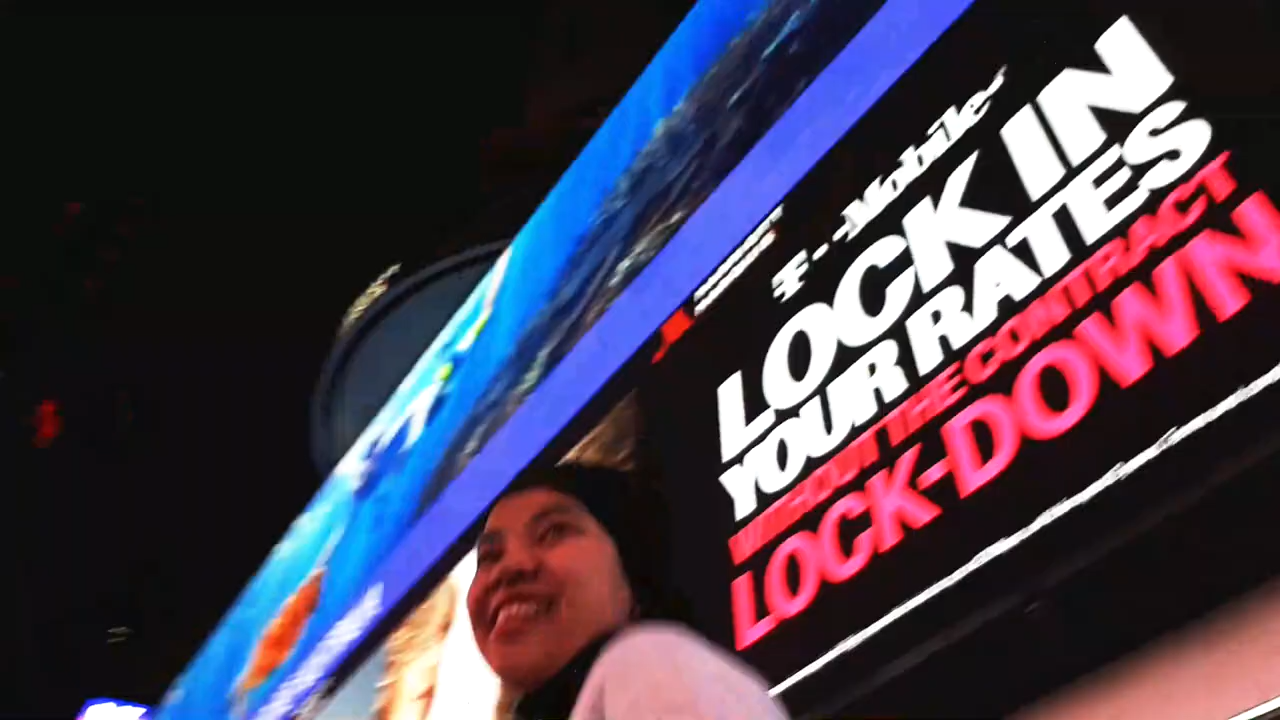 T-Mobile
LOCK IN
YOUR RATES
WITHOUT THE CONTRACT
LOCK-DOWN